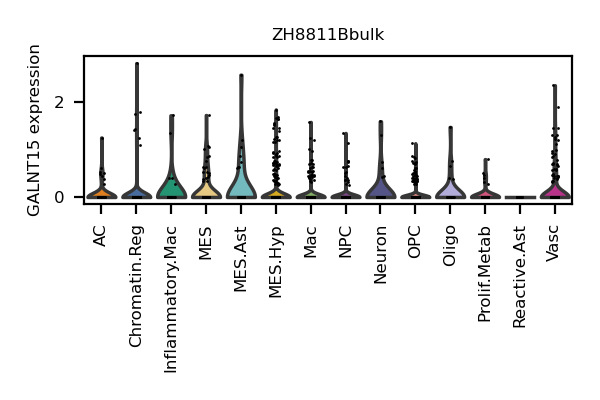 ZH8811Bbulk
GALNT15 expression
2
0
AC
Chromatin.Reg
Inflammatory.Mac
MES
MES.Ast
MES.Hyp
Mac
NPC
Neuron
OPC
Oligo
Prolif.Metab
Reactive.Ast
Vasc